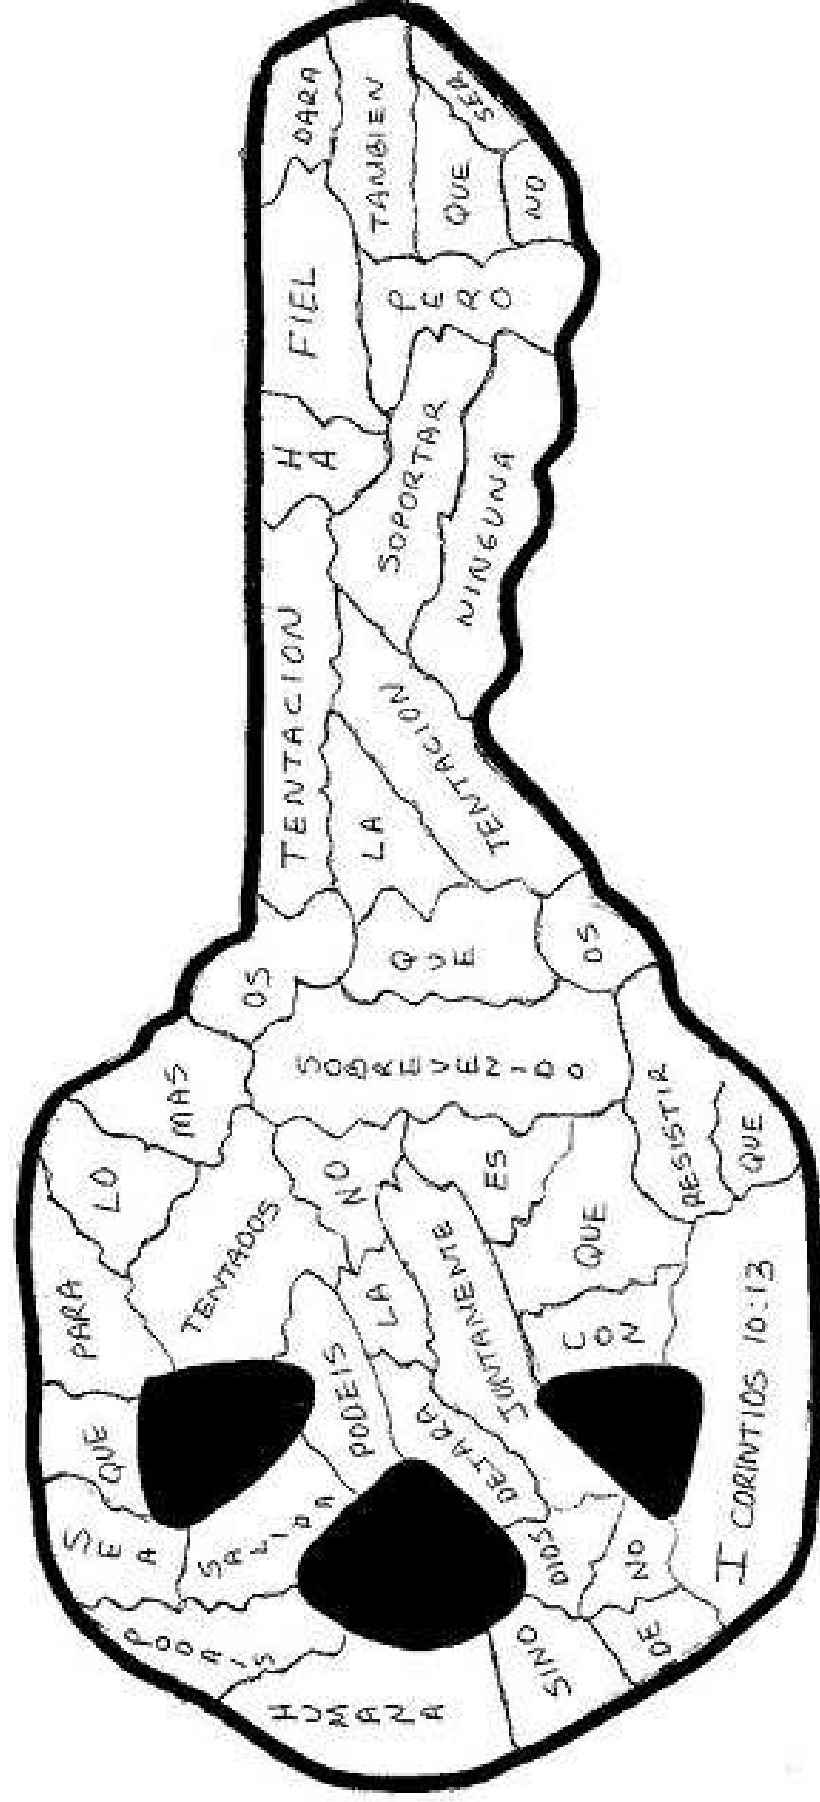 DARA
TAMBIEN
SER
QUE
NO
FIEL
PERO
HA
SOPORTAR
NINGUNA
TENTACION
TENTACION
LA
OS
QUE
OS
SOBREVENIDO
MAS
RESISTIR
QUE
LO
NO
ES
TENTADOS
QUE
JUNTAMEME
LA
PARA
CON
PODEIS
I CORINTIOS 10:13
QUE
DEJARA
SEA
SALIDA
DIOS
NO
PODAIS
SINO
DE
HUMANA